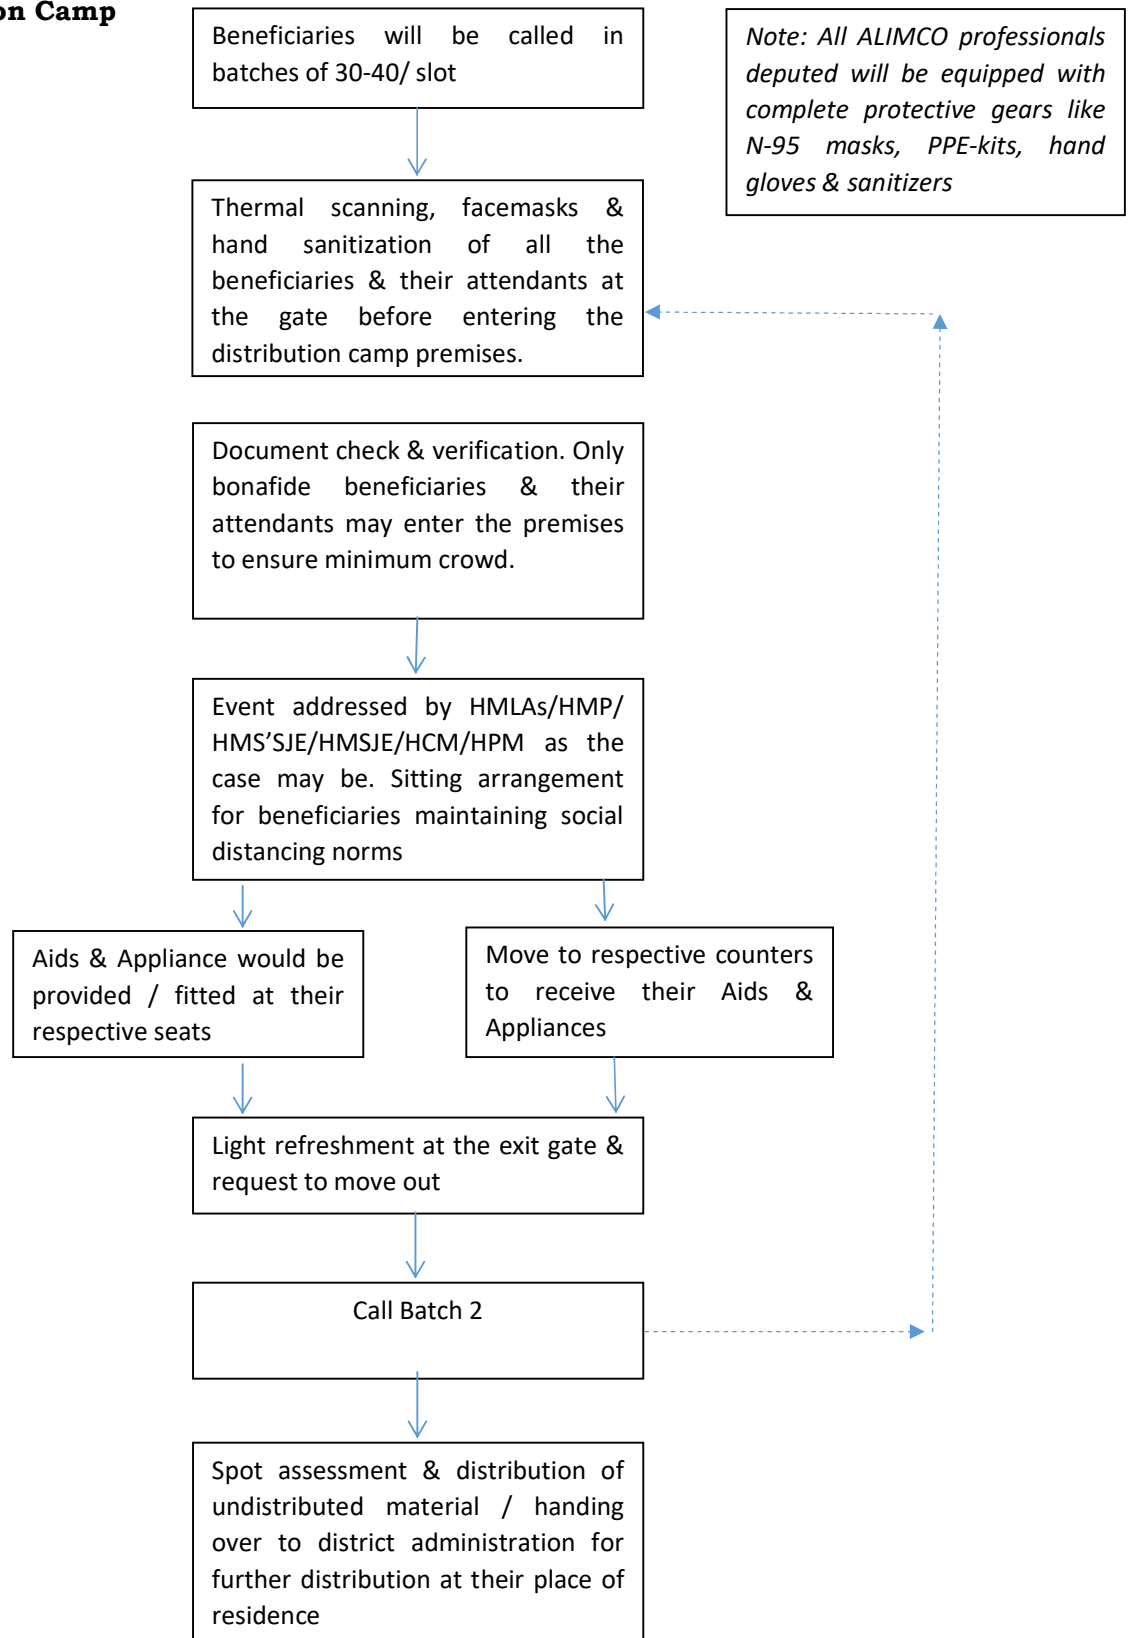 on Camp
Beneficiaries will be called in
batches of 30-40/ slot
Note: All ALIMCO professionals
deputed will be equipped with
complete protective gears like
N-95 masks, PPE-kits, hand
gloves & sanitizers
Thermal scanning, facemasks &
hand sanitization of all the
beneficiaries & their attendants at
the gate before entering the
distribution camp premises.
Document check & verification. Only
bonafide beneficiaries & their
attendants may enter the premises
to ensure minimum crowd.
Event addressed by HMLAs/HMP/
HMS’SJE/HMSJE/HCM/HPM as the
case may be. Sitting arrangement
for beneficiaries maintaining social
distancing norms
Aids & Appliance would be
provided / fitted at their
respective seats
Move to respective counters
to receive their Aids &
Appliances
Light refreshment at the exit gate &
request to move out
Call Batch 2
Spot assessment & distribution of
undistributed material / handing
over to district administration for
further distribution at their place of
residence